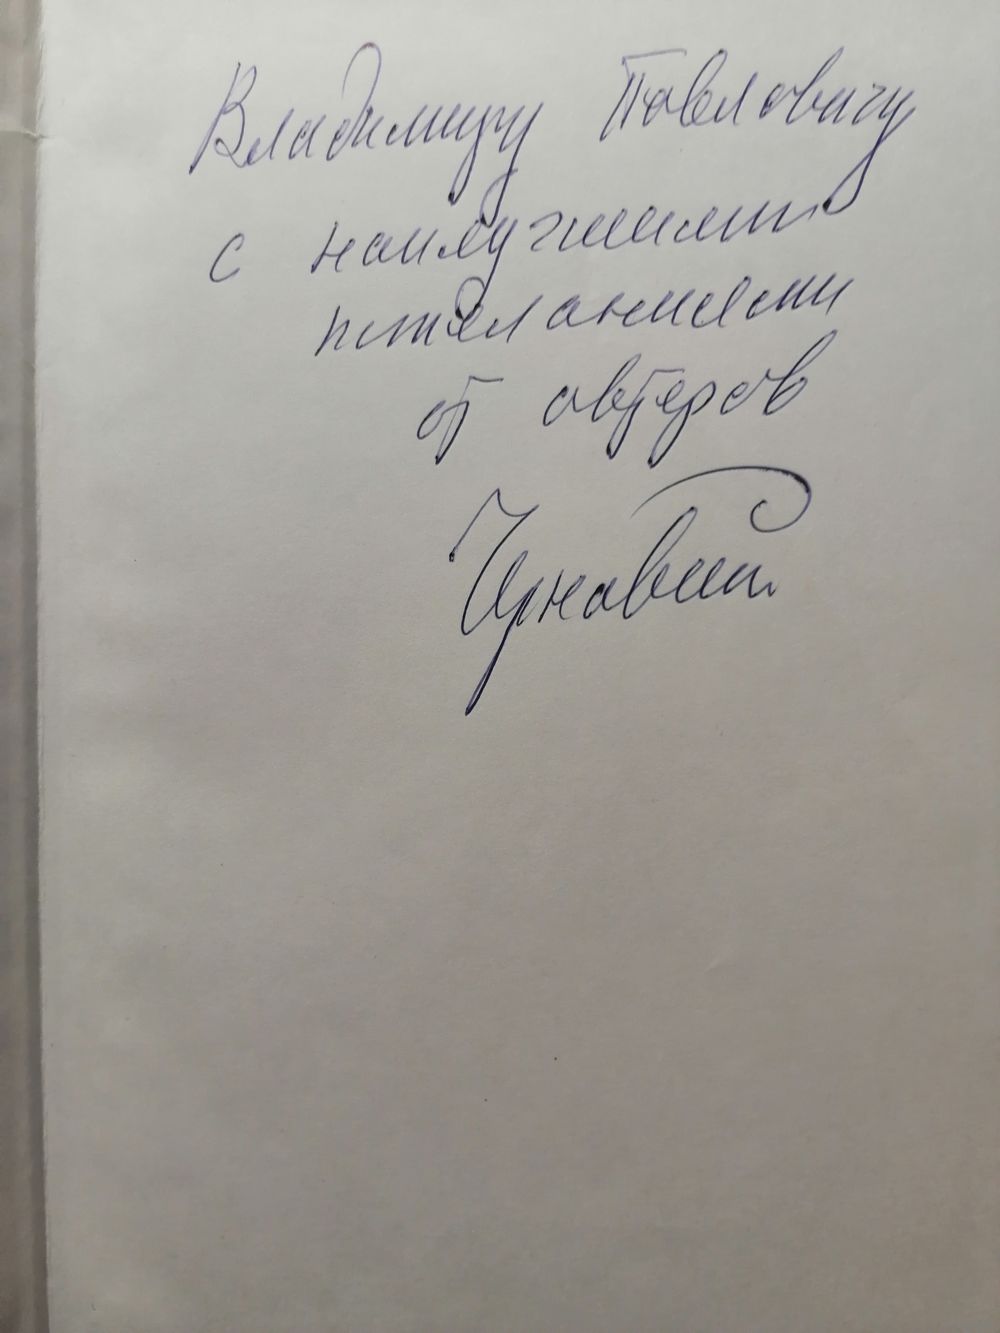 Владимиру Павловичу
с наилучшими
пожеланиями
от авторов